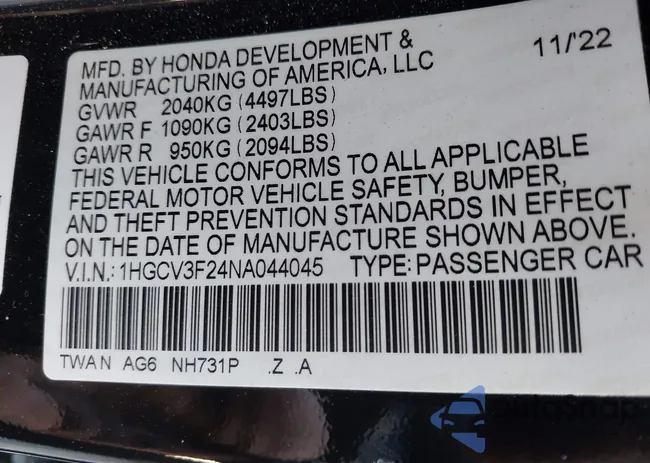 MFD. BY HONDA DEVELOPMENT & 11/'22
MANUFACTURING OF AMERICA, LLC
GVWR 2040KG (4497LBS)
GAWR F 1090KG (2403LBS)
GAWR R 950KG (2094LBS)
THIS VEHICLE CONFORMS TO ALL APPLICABLE
FEDERAL MOTOR VEHICLE SAFETY, BUMPER,
AND THEFT PREVENTION STANDARDS IN EFFECT
ON THE DATE OF MANUFACTURE SHOWN ABOVE.
V.I.N.: 1HGCV3F24NA044045 TYPE: PASSENGER CAR
TWAN AG6 NH731P .Z .A